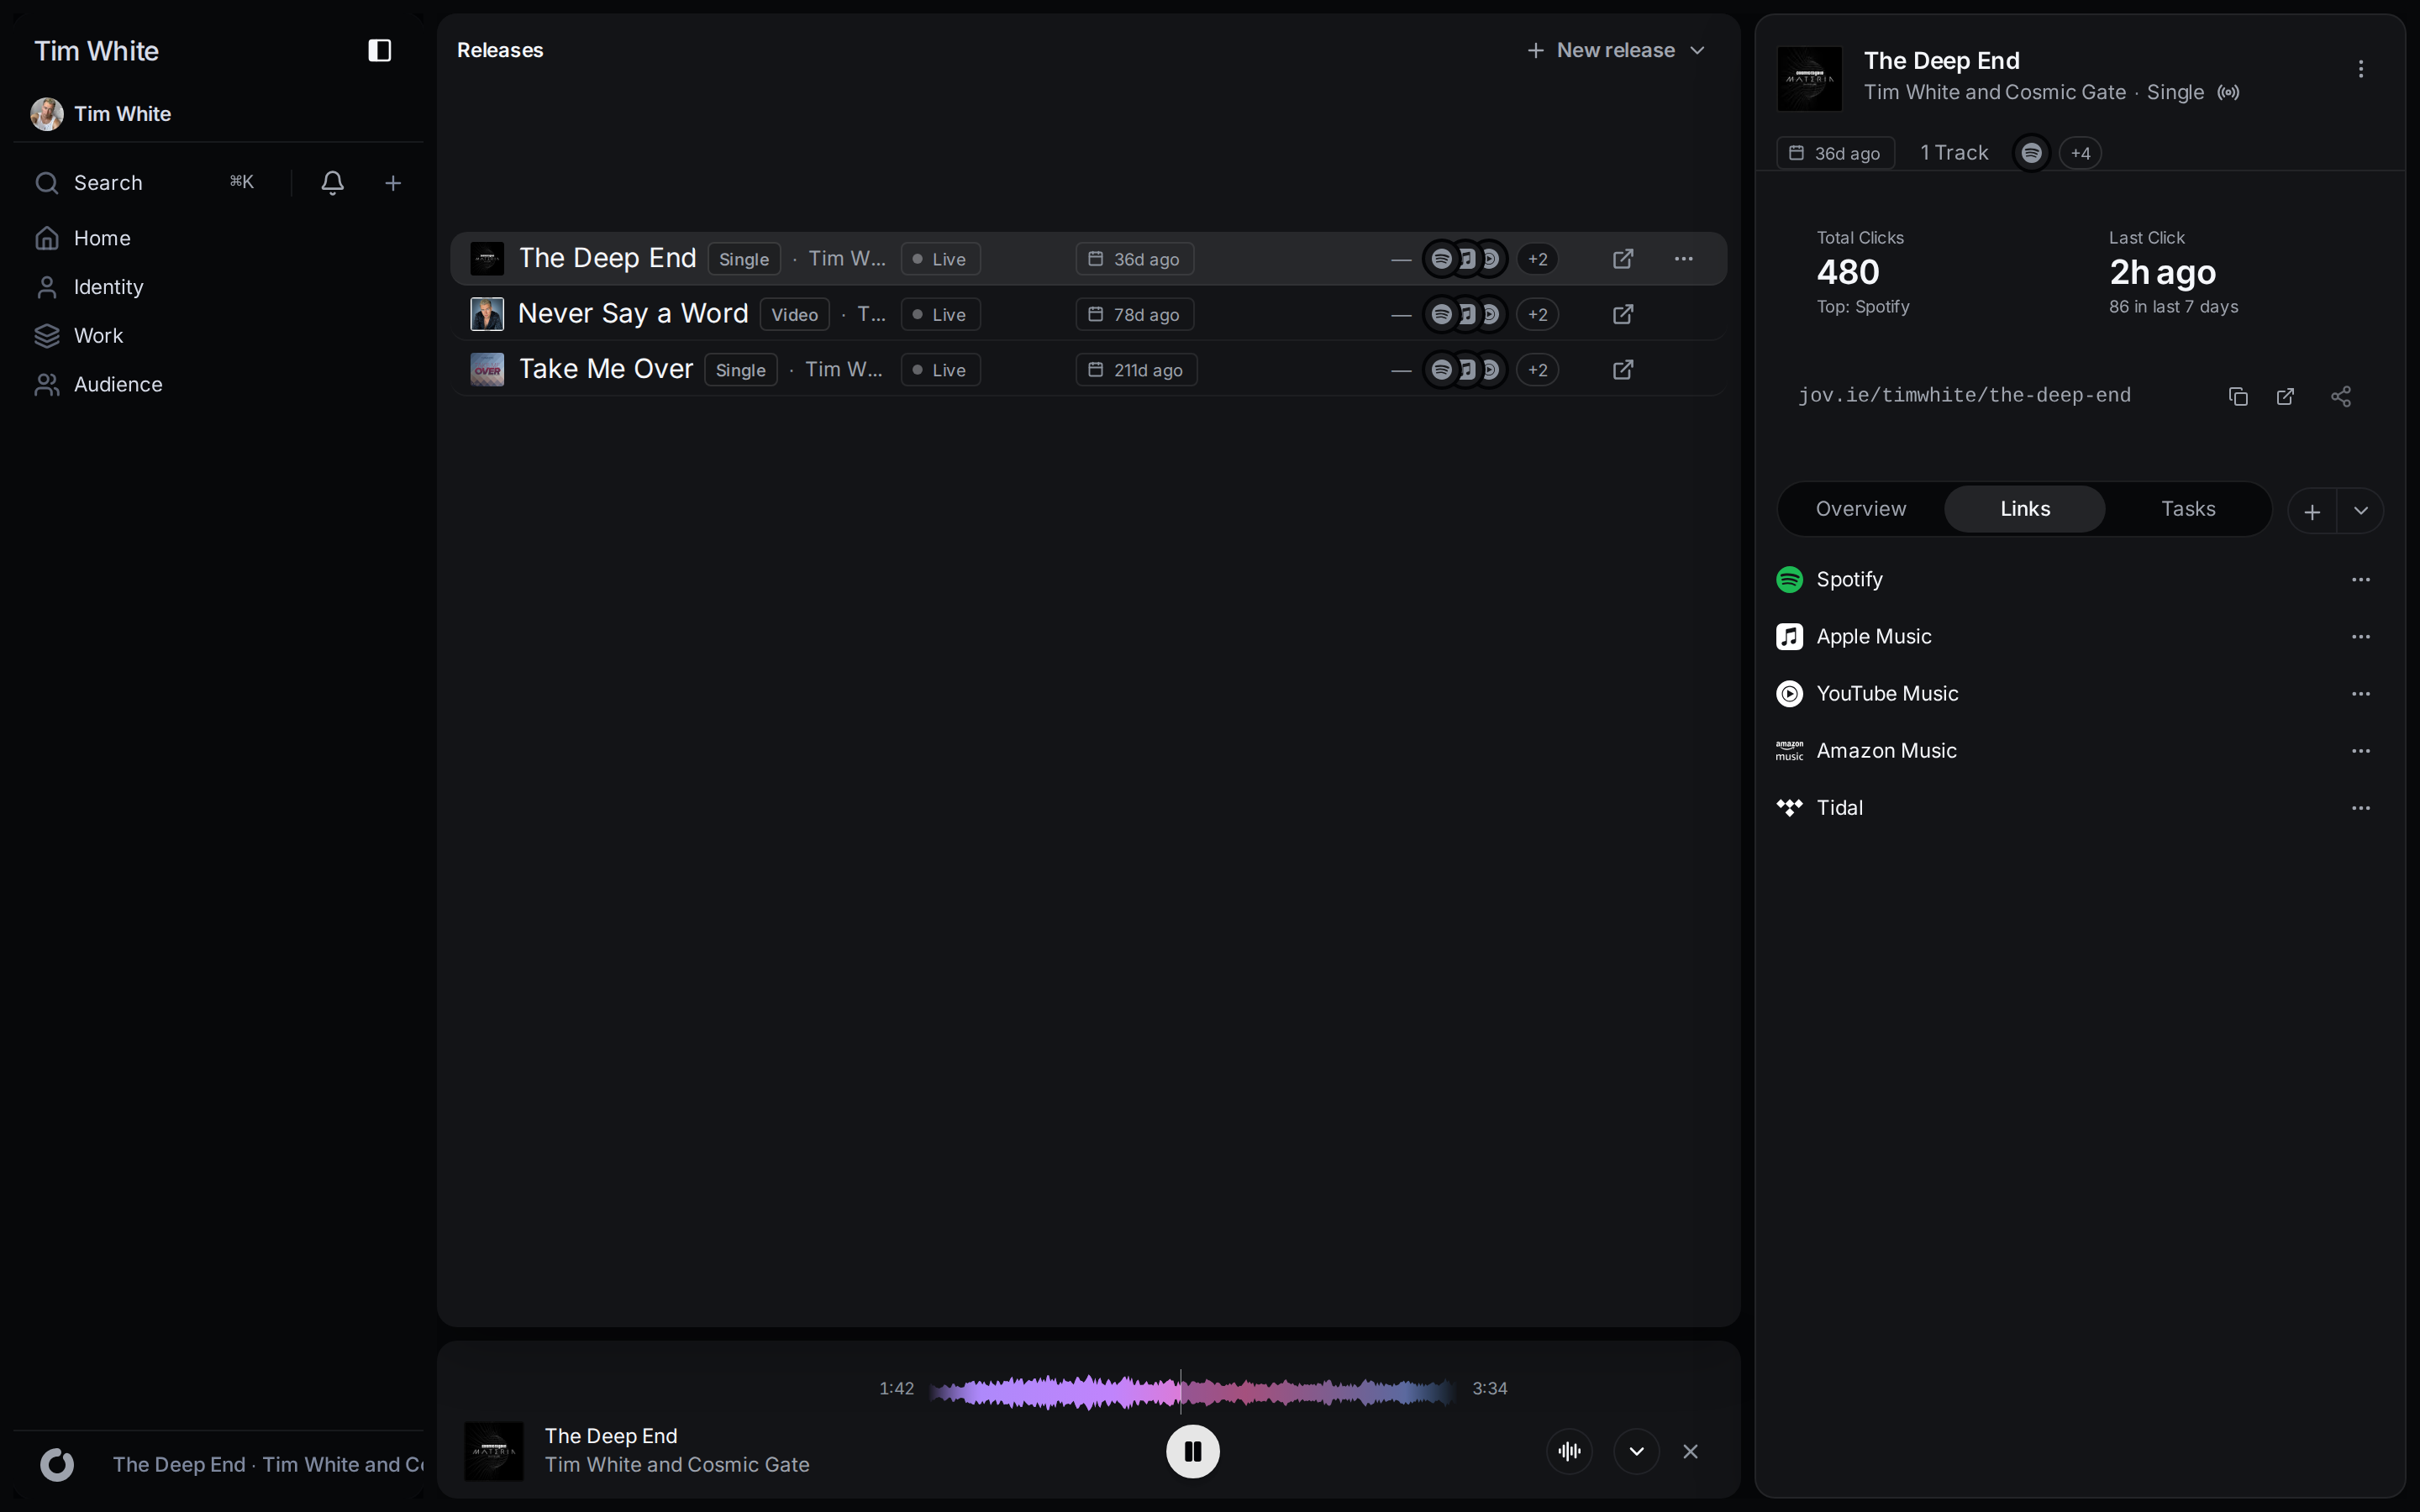 Tim White
Tim White
Search ⌘K
Home
Identity
Work
Audience
The Deep End · Tim White and Co
Releases
New release
The Deep End Single · Tim W... Live 36d ago — +2
Never Say a Word Video · T... Live 78d ago — +2
Take Me Over Single · Tim W... Live 211d ago — +2
OVER
1:42 3:34
The Deep End
Tim White and Cosmic Gate
The Deep End
Tim White and Cosmic Gate · Single
36d ago 1 Track +4
Total Clicks Last Click
480 2h ago
Top: Spotify 86 in last 7 days
jov.ie/timwhite/the-deep-end
Overview Links Tasks
Spotify
Apple Music
YouTube Music
amazon music Amazon Music
Tidal